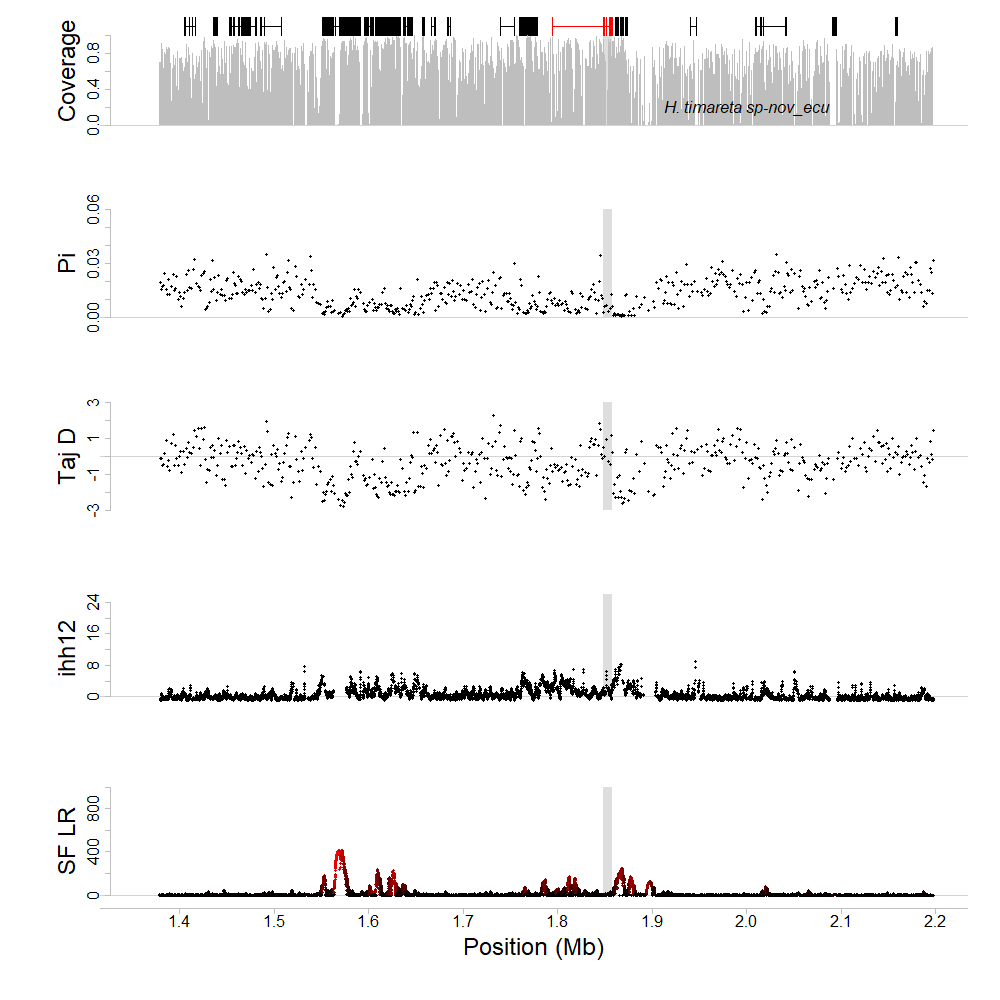 Coverage
0.0 0.4 0.8
H. timareta sp-nov_ecu
Pi
0.00 0.03 0.06
Taj D
-3 -1 1 3
ihh12
0 8 16 24
SF LR
0 400 800
1.4 1.5 1.6 1.7 1.8 1.9 2.0 2.1 2.2
Position (Mb)